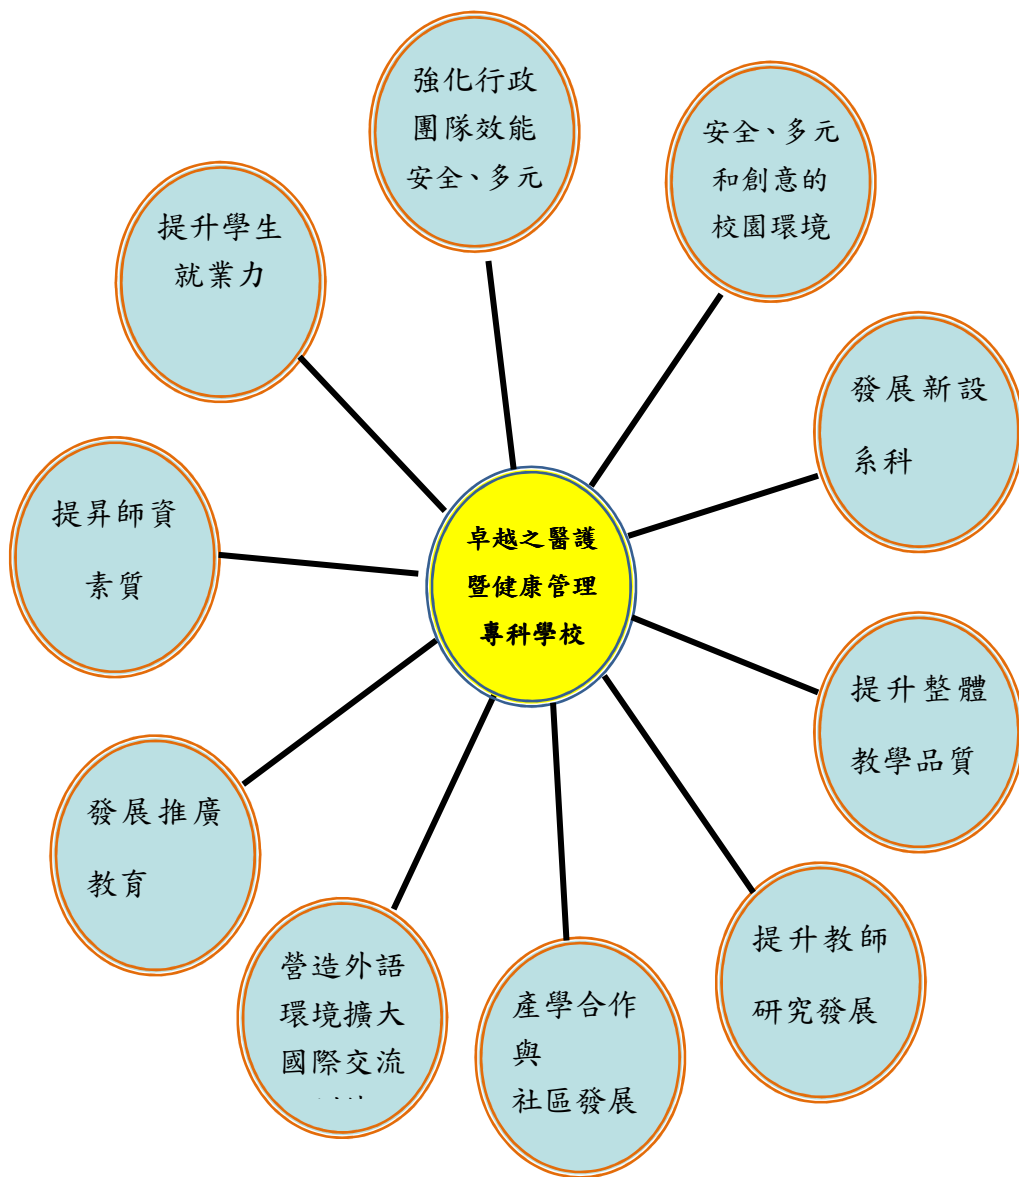 強化行政
團隊效能
安全、多元
安全、多元
和創意的
校園環境
提升學生
就業力
發展新設
系科
提昇師資
素質
卓越之醫護
暨健康管理
專科學校
提升整體
教學品質
發展推廣
教育
提升教師
研究發展
營造外語
環境擴大
國際交流
產學合作
與
社區發展